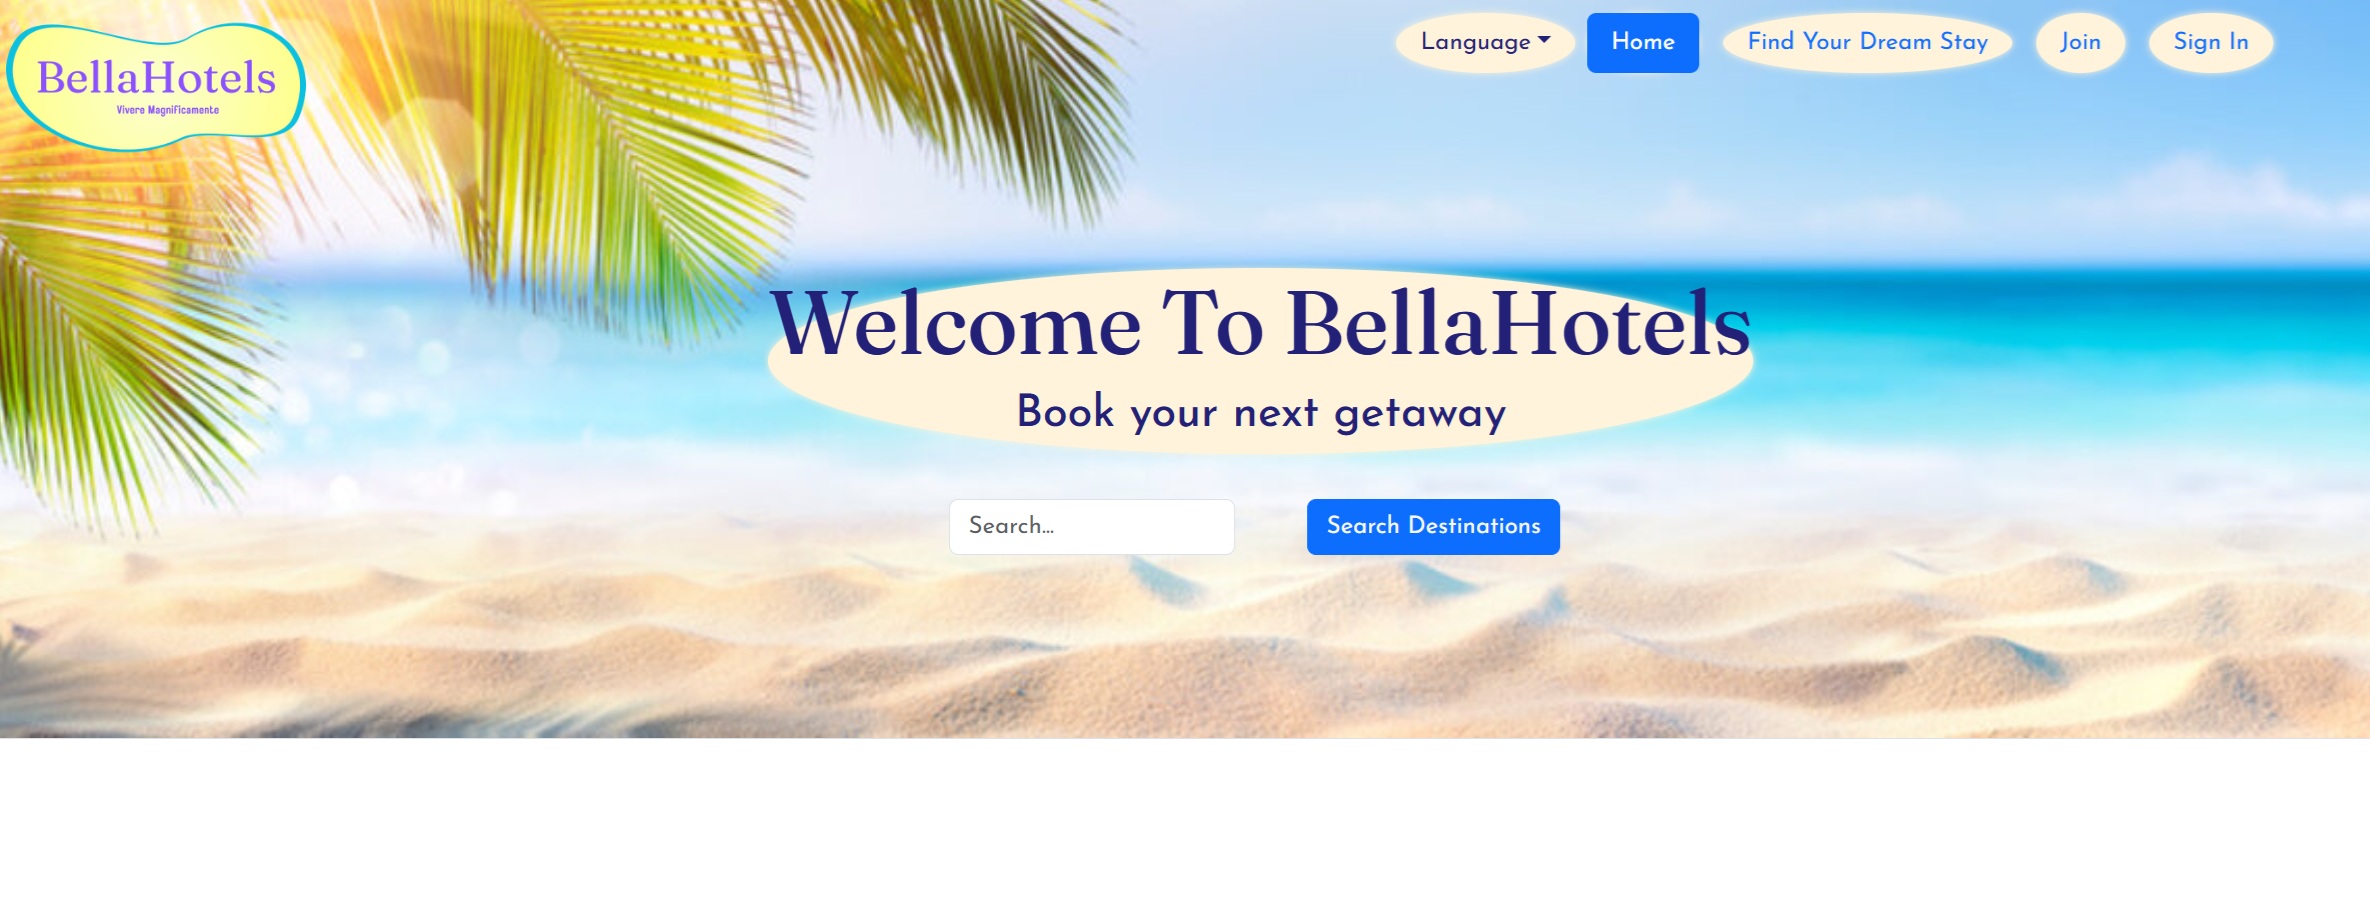 BellaHotels
Vivere Magnificamente
Language
Home
Find Your Dream Stay
Join
Sign In
Welcome To BellaHotels
Book your next getaway
Search...
Search Destinations